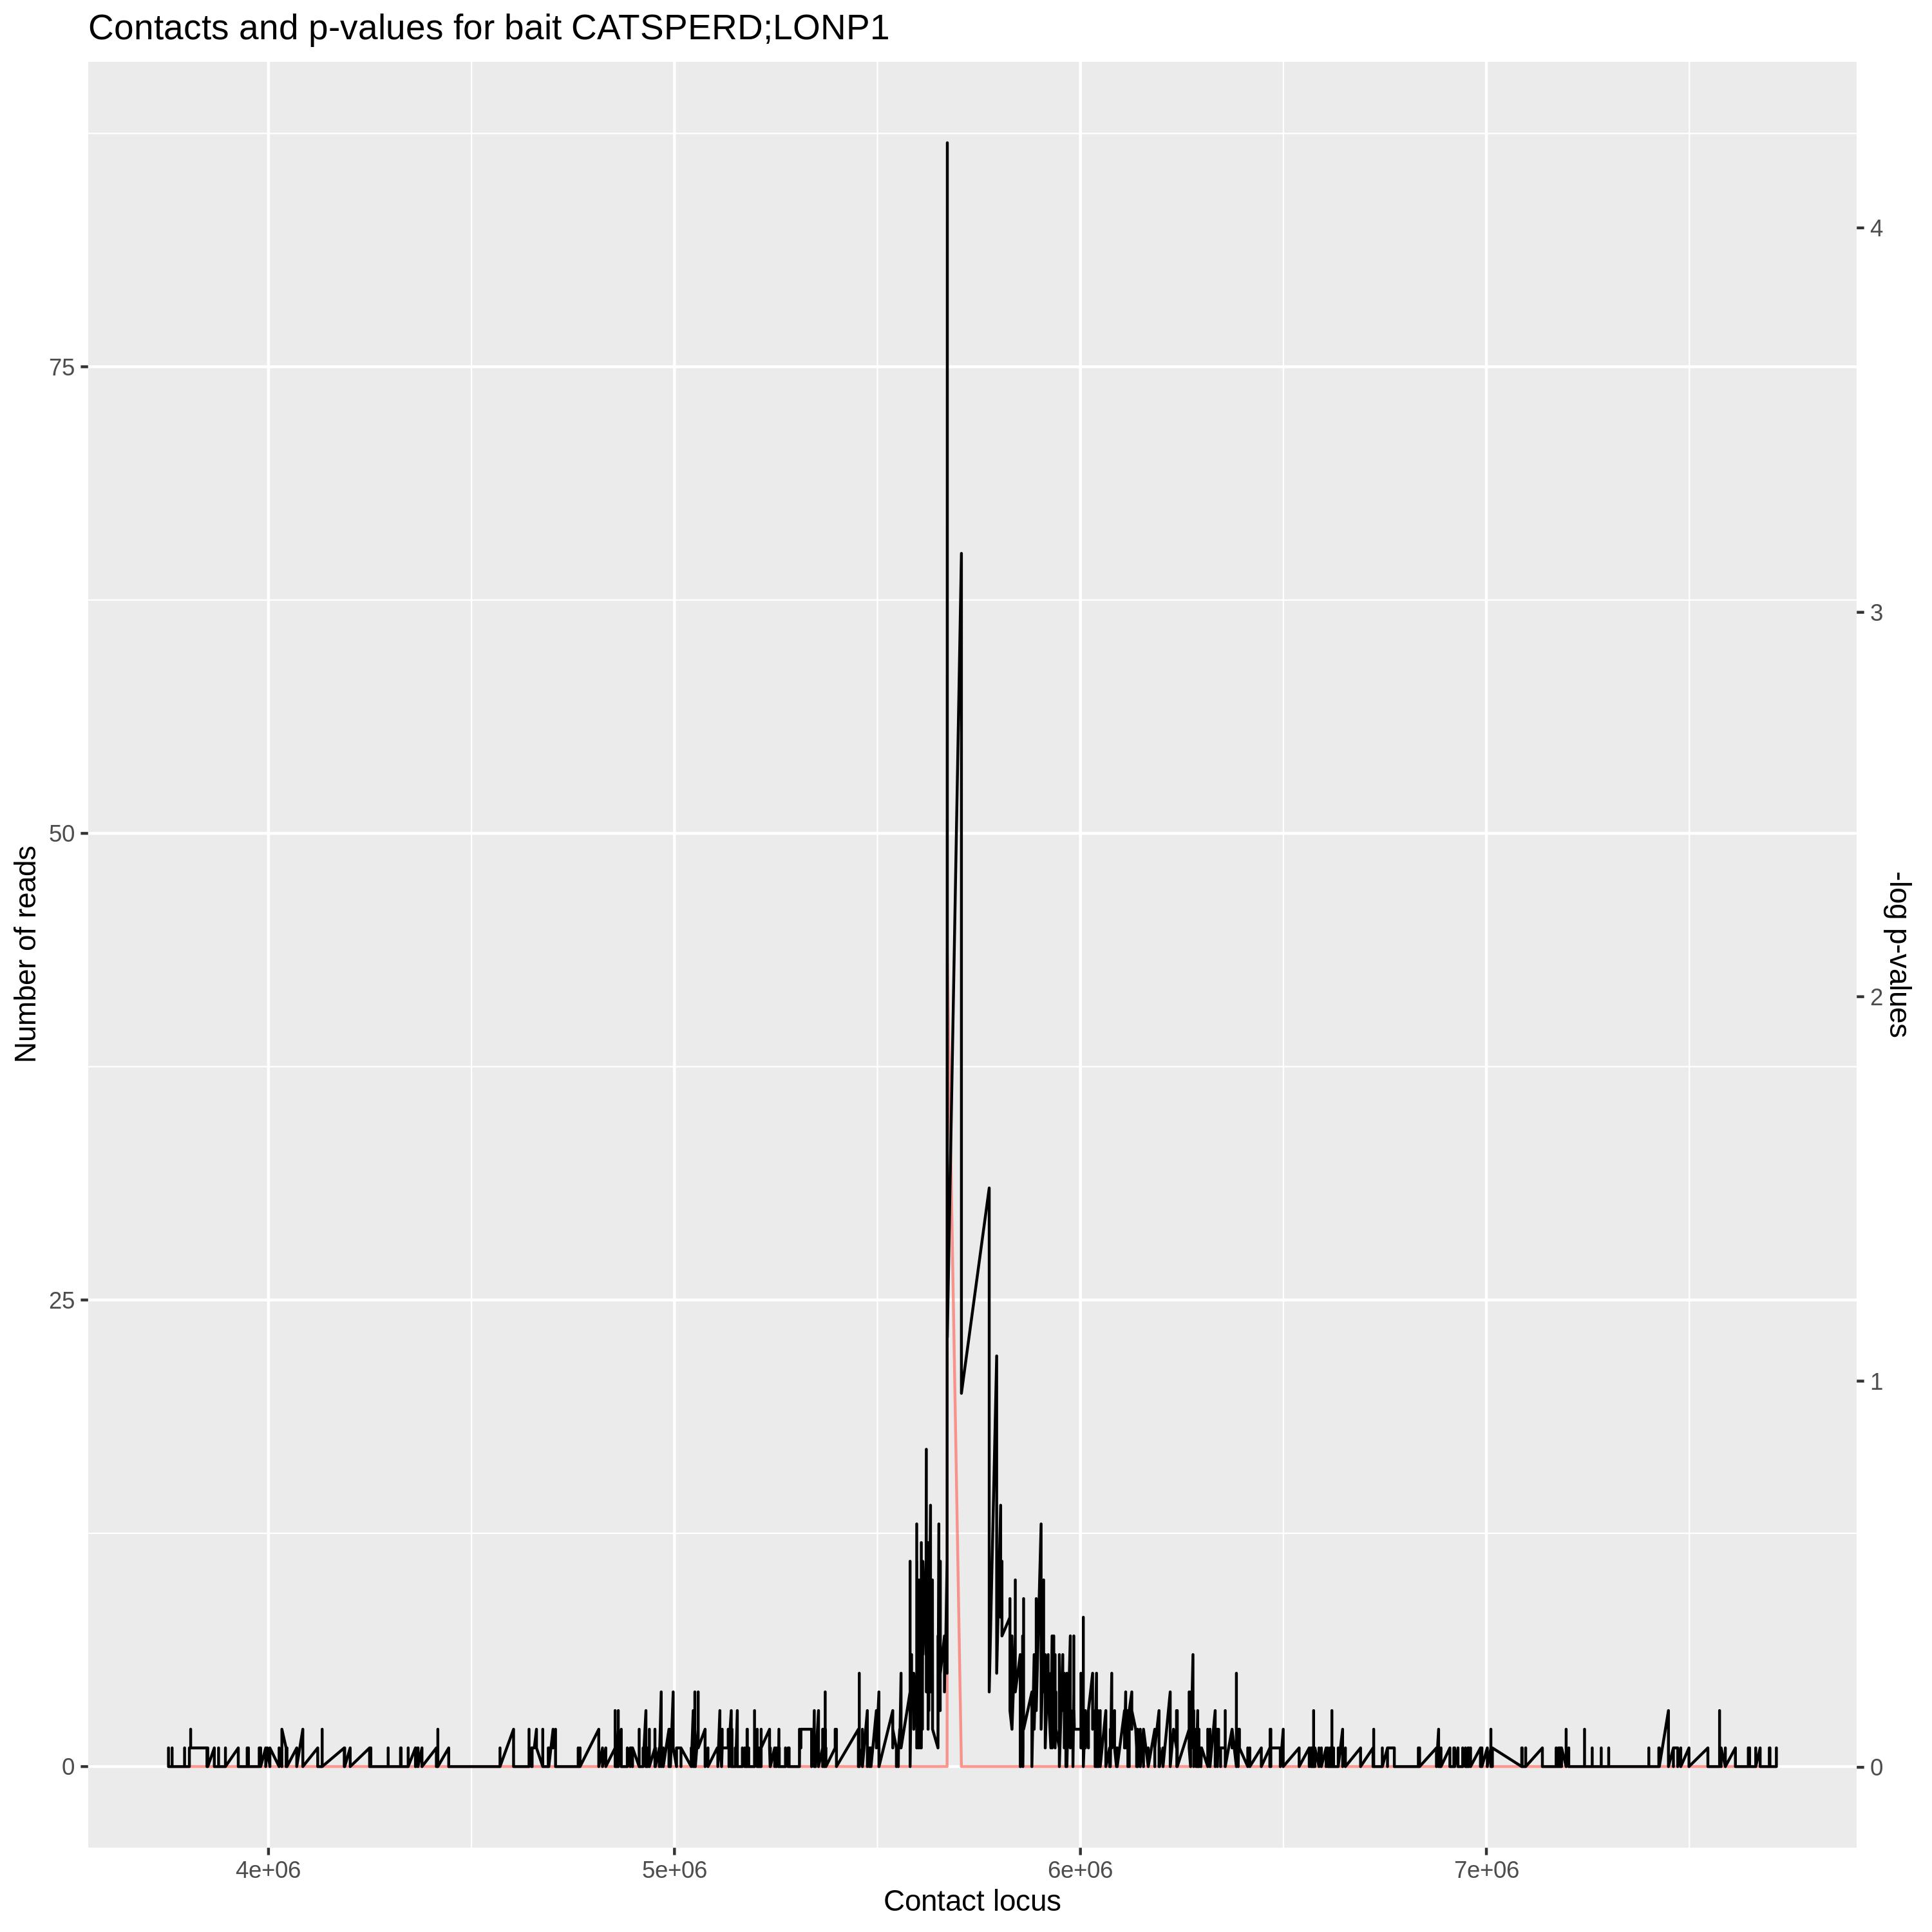 Contacts and p-values for bait CATSPERD;LONP1
75
50
25
0
Number of reads
4
3
2
1
0
-log p-values
4e+06
5e+06
6e+06
7e+06
Contact locus